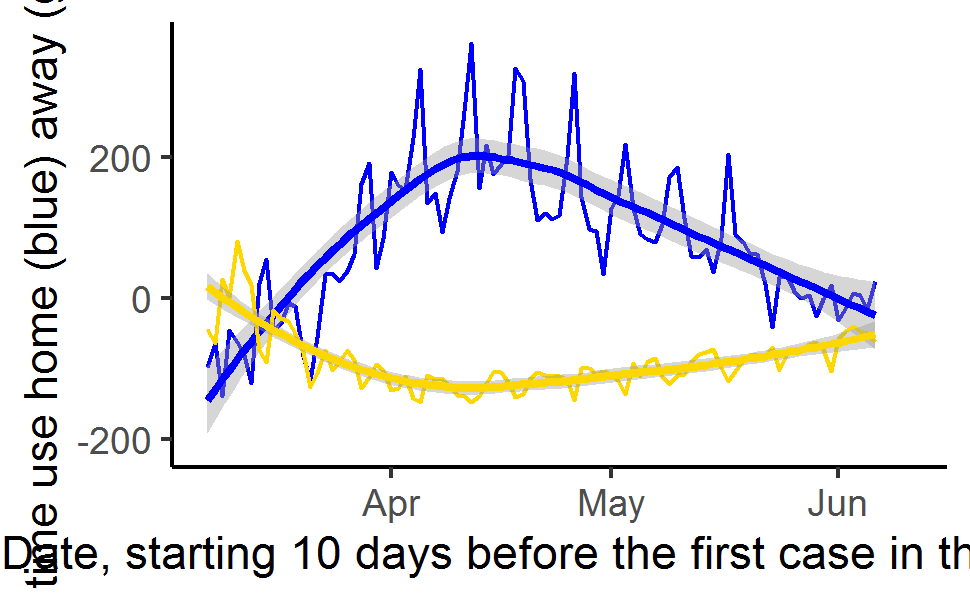 time use home (blue) away (
200
0
-200
Apr May Jun
Date, starting 10 days before the first case in th